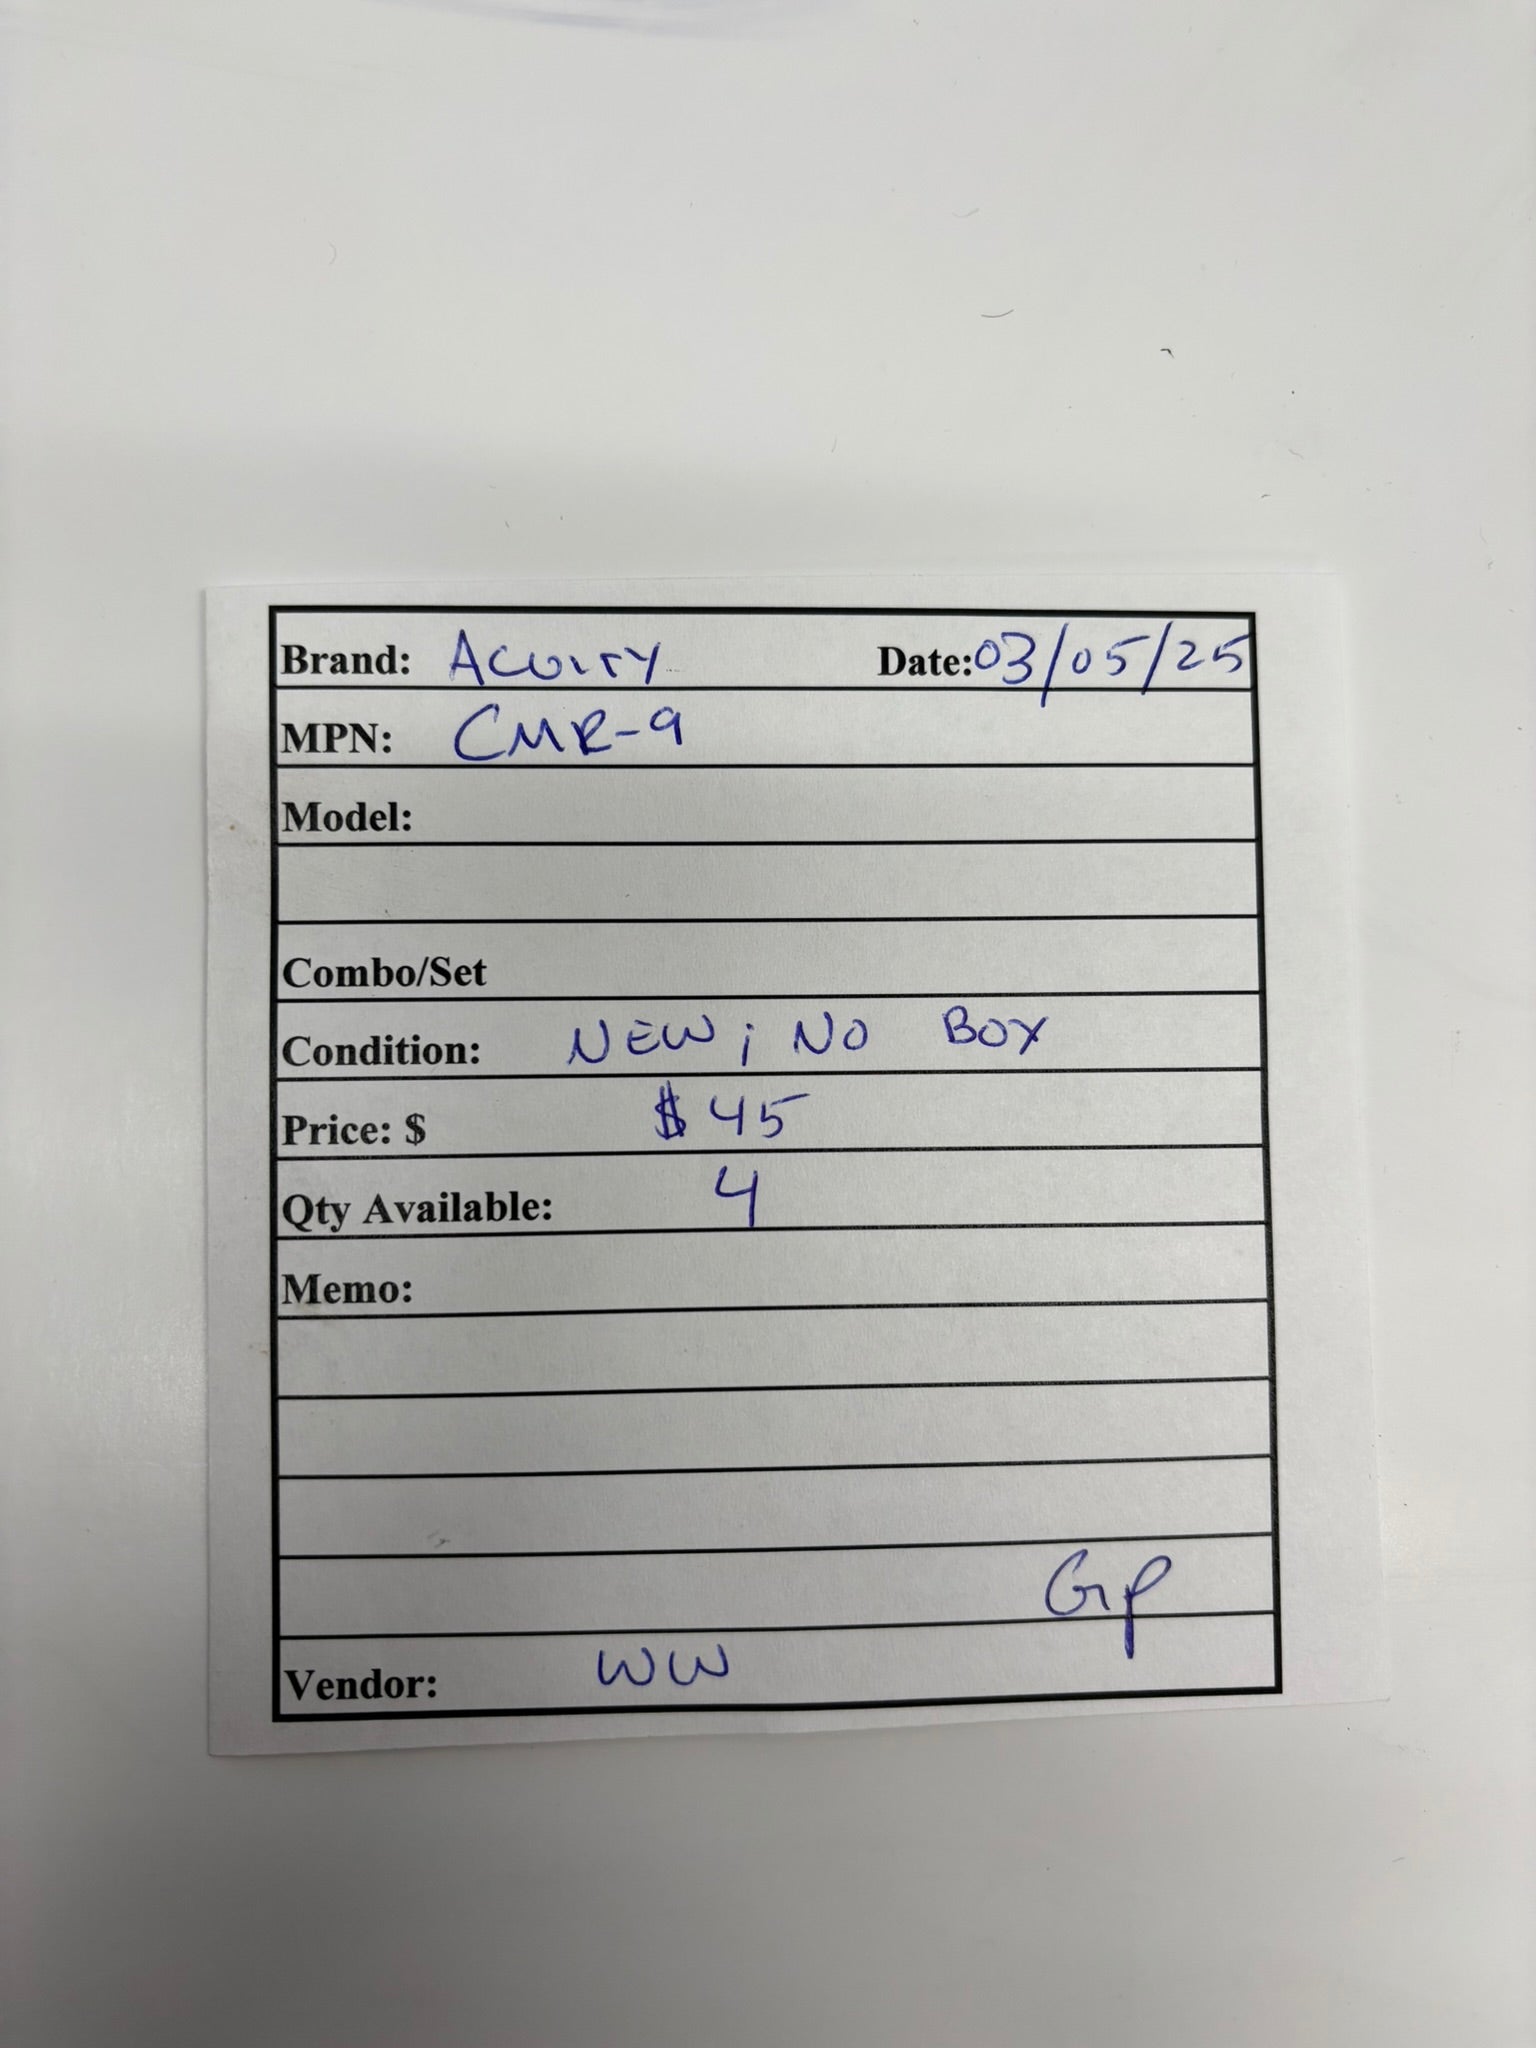 Brand: ACUITY Date: 03/05/25
MPN: CMR-9
Model:
Combo/Set
Condition: NEW; NO BOX
Price: $ $45
Qty Available: 4
Memo:
GP
Vendor: WW